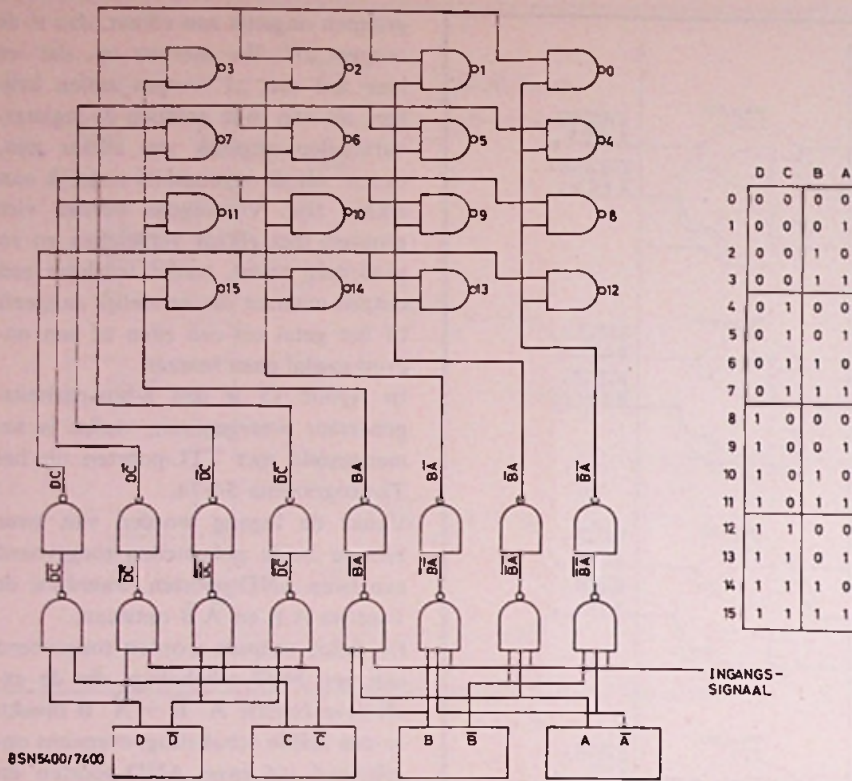 3 2 1 0
7 6 5 4
11 10 9 8
15 14 13 12
D C B A
0 0 0 0 0
1 0 0 0 1
2 0 0 1 0
3 0 0 1 1
4 0 1 0 0
5 0 1 0 1
6 0 1 1 0
7 0 1 1 1
8 1 0 0 0
9 1 0 0 1
10 1 0 1 0
11 1 0 1 1
12 1 1 0 0
13 1 1 0 1
14 1 1 1 0
15 1 1 1 1
DC DC̅ D̅C D̅C̅ BA BA̅ B̅A B̅A̅
INGANGS-
SIGNAAL
D D̅ C C̅ B B̅ A A̅
8SN5400/7400